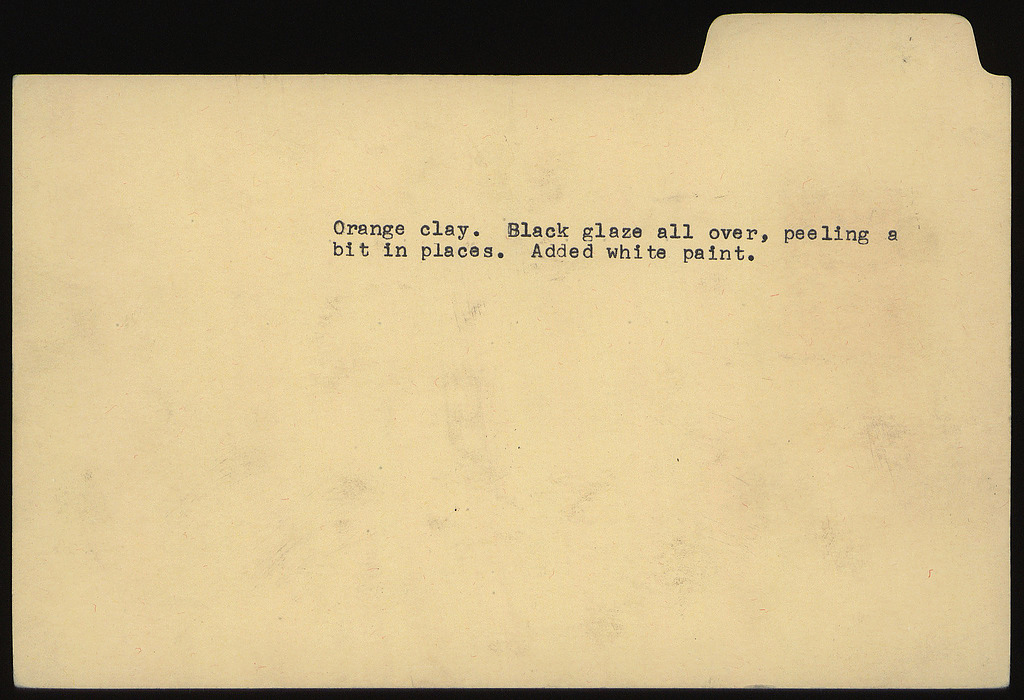 Orange clay.  Black glaze all over, peeling a
bit in places.  Added white paint.